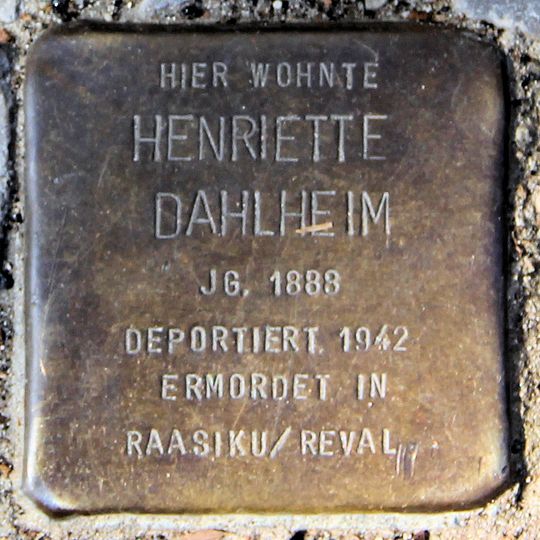 HIER WOHNTE
HENRIETTE
DAHLHEIM
JG. 1888
DEPORTIERT 1942
ERMORDET IN
RAASIKU/REVAL